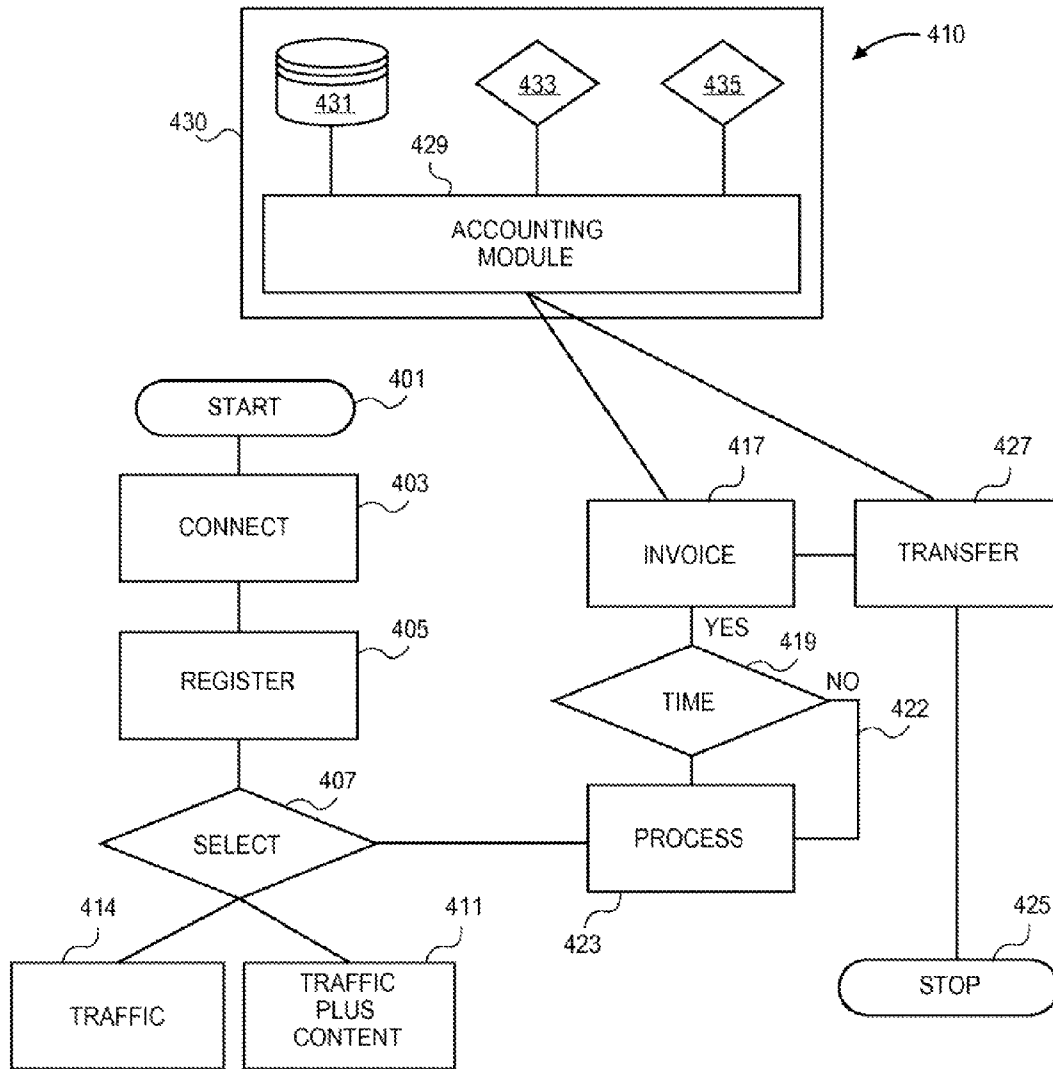 410
431
433
435
430
429
ACCOUNTING
MODULE
START
401
CONNECT
403
REGISTER
405
SELECT
407
414
TRAFFIC
411
TRAFFIC
PLUS
CONTENT
417
INVOICE
427
TRANSFER
YES
419
TIME
NO
422
PROCESS
423
425
STOP